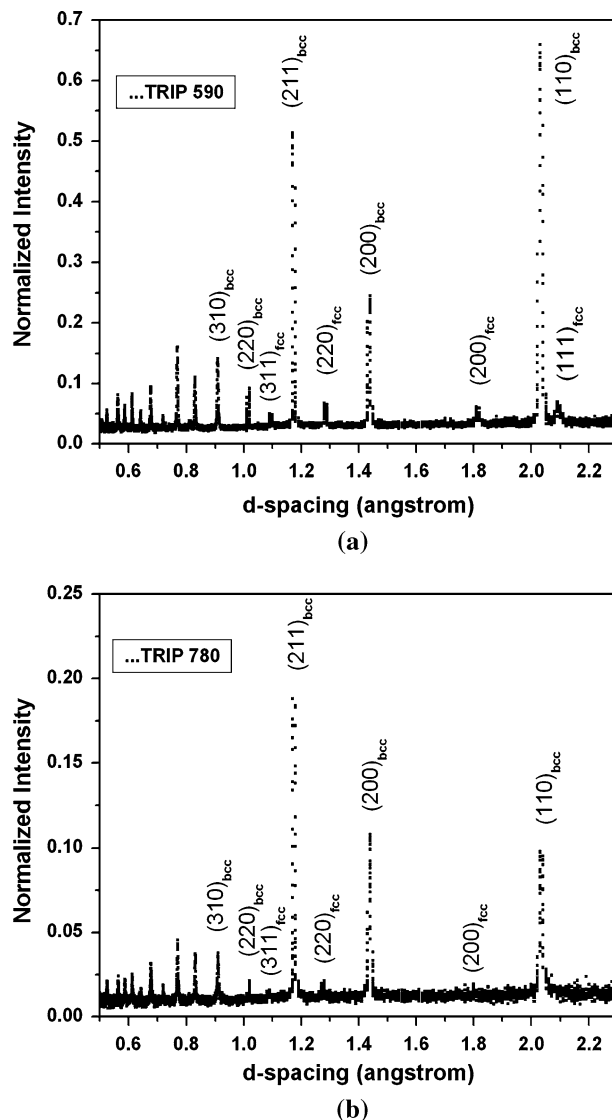 0.7
0.6
0.5
0.4
0.3
0.2
0.1
0.0
Normalized Intensity
...TRIP 590
(310)bcc
(220)bcc
(311)fcc
(211)bcc
(220)fcc
(200)bcc
(200)fcc
(110)bcc
(111)fcc
0.6 0.8 1.0 1.2 1.4 1.6 1.8 2.0 2.2
d-spacing (angstrom)
(a)
0.25
0.20
0.15
0.10
0.05
0.00
Normalized Intensity
...TRIP 780
(310)bcc
(220)bcc
(311)fcc
(211)bcc
(220)fcc
(200)bcc
(200)fcc
(110)bcc
0.6 0.8 1.0 1.2 1.4 1.6 1.8 2.0 2.2
d-spacing (angstrom)
(b)